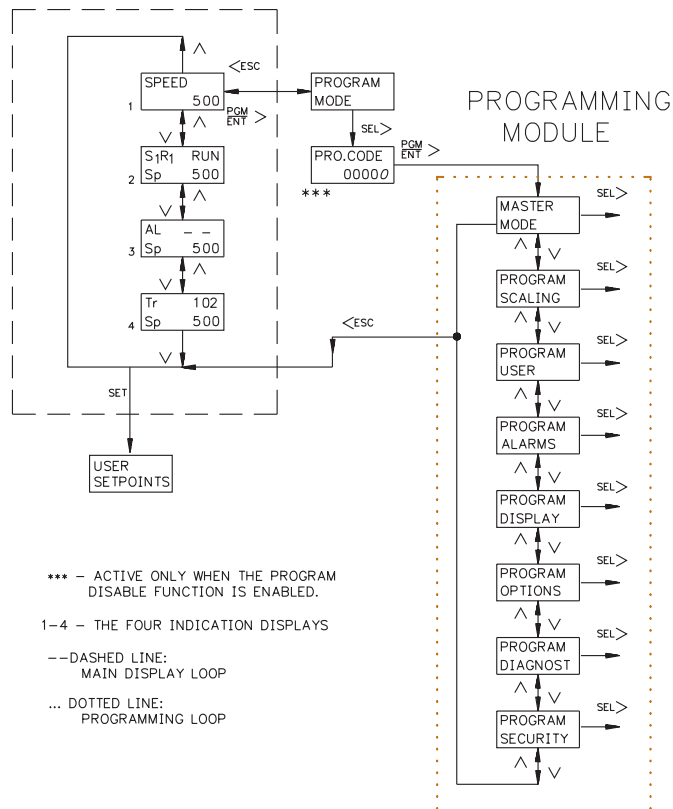 PROGRAMMING
MODULE
<ESC
SPEED
500
1
PGM
ENT >
PROGRAM
MODE
SEL>
PRO.CODE
00000
***
PGM
ENT >
S1R1 RUN
Sp 500
2
AL - -
Sp 500
3
Tr 102
Sp 500
4
<ESC
SET
USER
SETPOINTS
MASTER
MODE
SEL>
PROGRAM
SCALING
SEL>
PROGRAM
USER
SEL>
PROGRAM
ALARMS
SEL>
PROGRAM
DISPLAY
SEL>
PROGRAM
OPTIONS
SEL>
PROGRAM
DIAGNOST
SEL>
PROGRAM
SECURITY
SEL>
*** - ACTIVE ONLY WHEN THE PROGRAM
DISABLE FUNCTION IS ENABLED.
1-4 - THE FOUR INDICATION DISPLAYS
--DASHED LINE:
MAIN DISPLAY LOOP
... DOTTED LINE:
PROGRAMMING LOOP